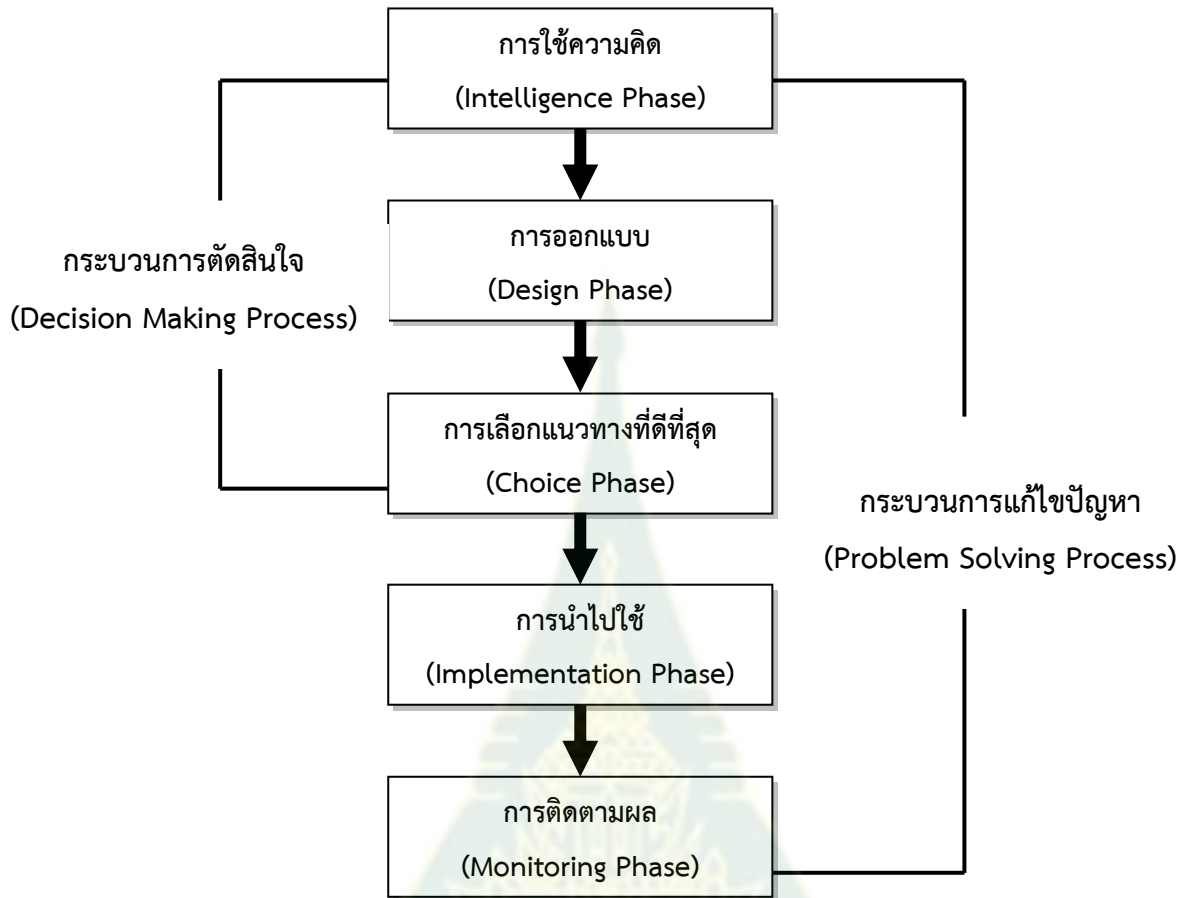 การใช้ความคิด
(Intelligence Phase)
การออกแบบ
(Design Phase)
กระบวนการตัดสินใจ
(Decision Making Process)
การเลือกแนวทางที่ดีที่สุด
(Choice Phase)
กระบวนการแก้ไขปัญหา
(Problem Solving Process)
การนำไปใช้
(Implementation Phase)
การติดตามผล
(Monitoring Phase)